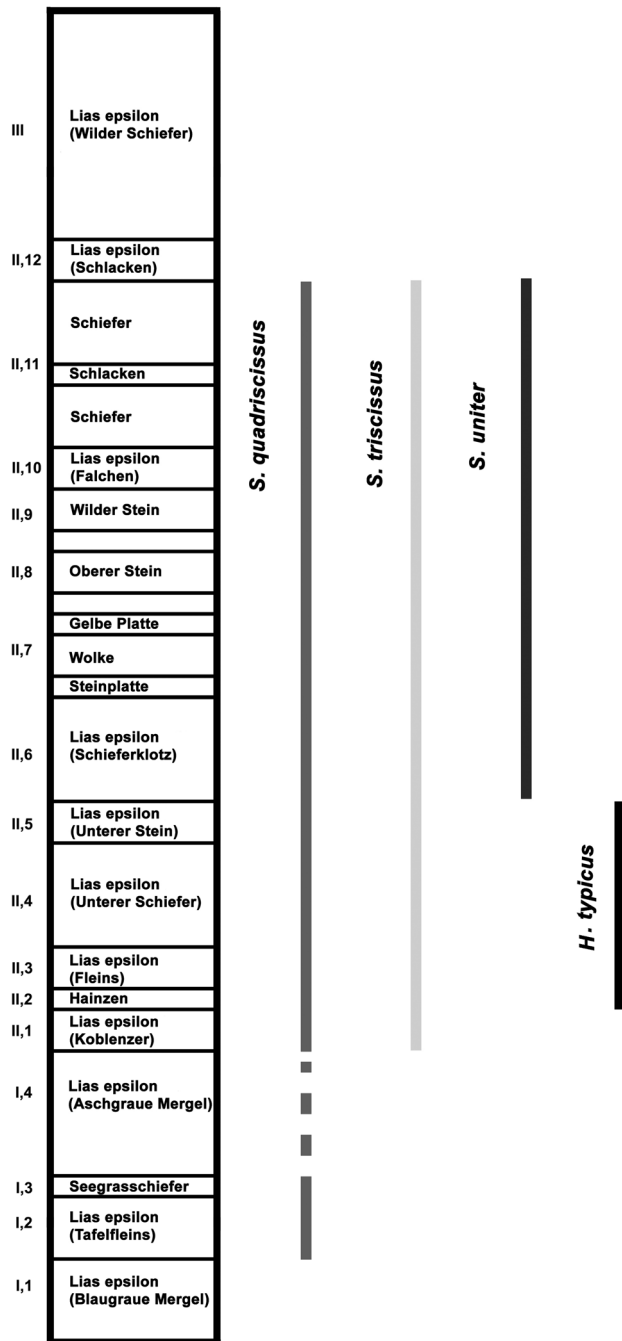 III
Lias epsilon
(Wilder Schiefer)
II,12
Lias epsilon
(Schlacken)
Schiefer
II,11
Schlacken
Schiefer
II,10
Lias epsilon
(Falchen)
II,9
Wilder Stein
II,8
Oberer Stein
Gelbe Platte
II,7
Wolke
Steinplatte
II,6
Lias epsilon
(Schieferklotz)
II,5
Lias epsilon
(Unterer Stein)
II,4
Lias epsilon
(Unterer Schiefer)
II,3
Lias epsilon
(Fleins)
II,2
Hainzen
II,1
Lias epsilon
(Koblenzer)
I,4
Lias epsilon
(Aschgraue Mergel)
I,3
Seegrasschiefer
I,2
Lias epsilon
(Tafelfleins)
I,1
Lias epsilon
(Blaugraue Mergel)
S. quadriscissus
S. triscissus
S. uniter
H. typicus